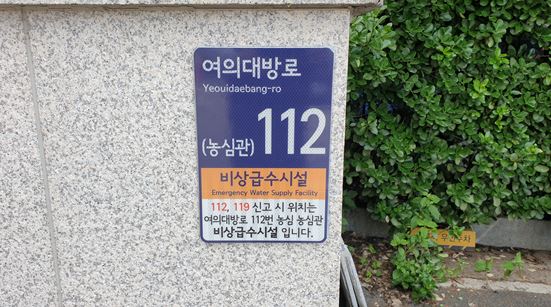 여의대방로
Yeouidaebang-ro
(농심관) 112
비상급수시설
Emergency Water Supply Facility
112, 119 신고 시 위치는
여의대방로 112번 농심 농심관
비상급수시설 입니다.